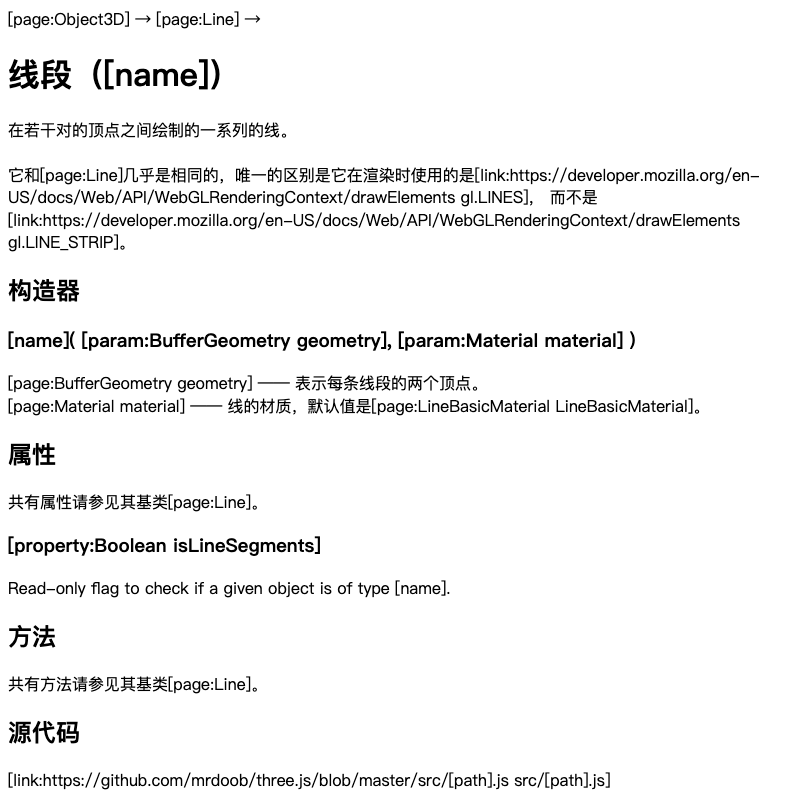 [page:Object3D] → [page:Line] →
线段（[name]）
在若干对的顶点之间绘制的一系列的线。
它和[page:Line]几乎是相同的，唯一的区别是它在渲染时使用的是[link:https://developer.mozilla.org/en-
US/docs/Web/API/WebGLRenderingContext/drawElements gl.LINES]， 而不是
[link:https://developer.mozilla.org/en-US/docs/Web/API/WebGLRenderingContext/drawElements
gl.LINE_STRIP]。
构造器
[name]( [param:BufferGeometry geometry], [param:Material material] )
[page:BufferGeometry geometry] —— 表示每条线段的两个顶点。
[page:Material material] —— 线的材质，默认值是[page:LineBasicMaterial LineBasicMaterial]。
属性
共有属性请参见其基类[page:Line]。
[property:Boolean isLineSegments]
Read-only flag to check if a given object is of type [name].
方法
共有方法请参见其基类[page:Line]。
源代码
[link:https://github.com/mrdoob/three.js/blob/master/src/[path].js src/[path].js]